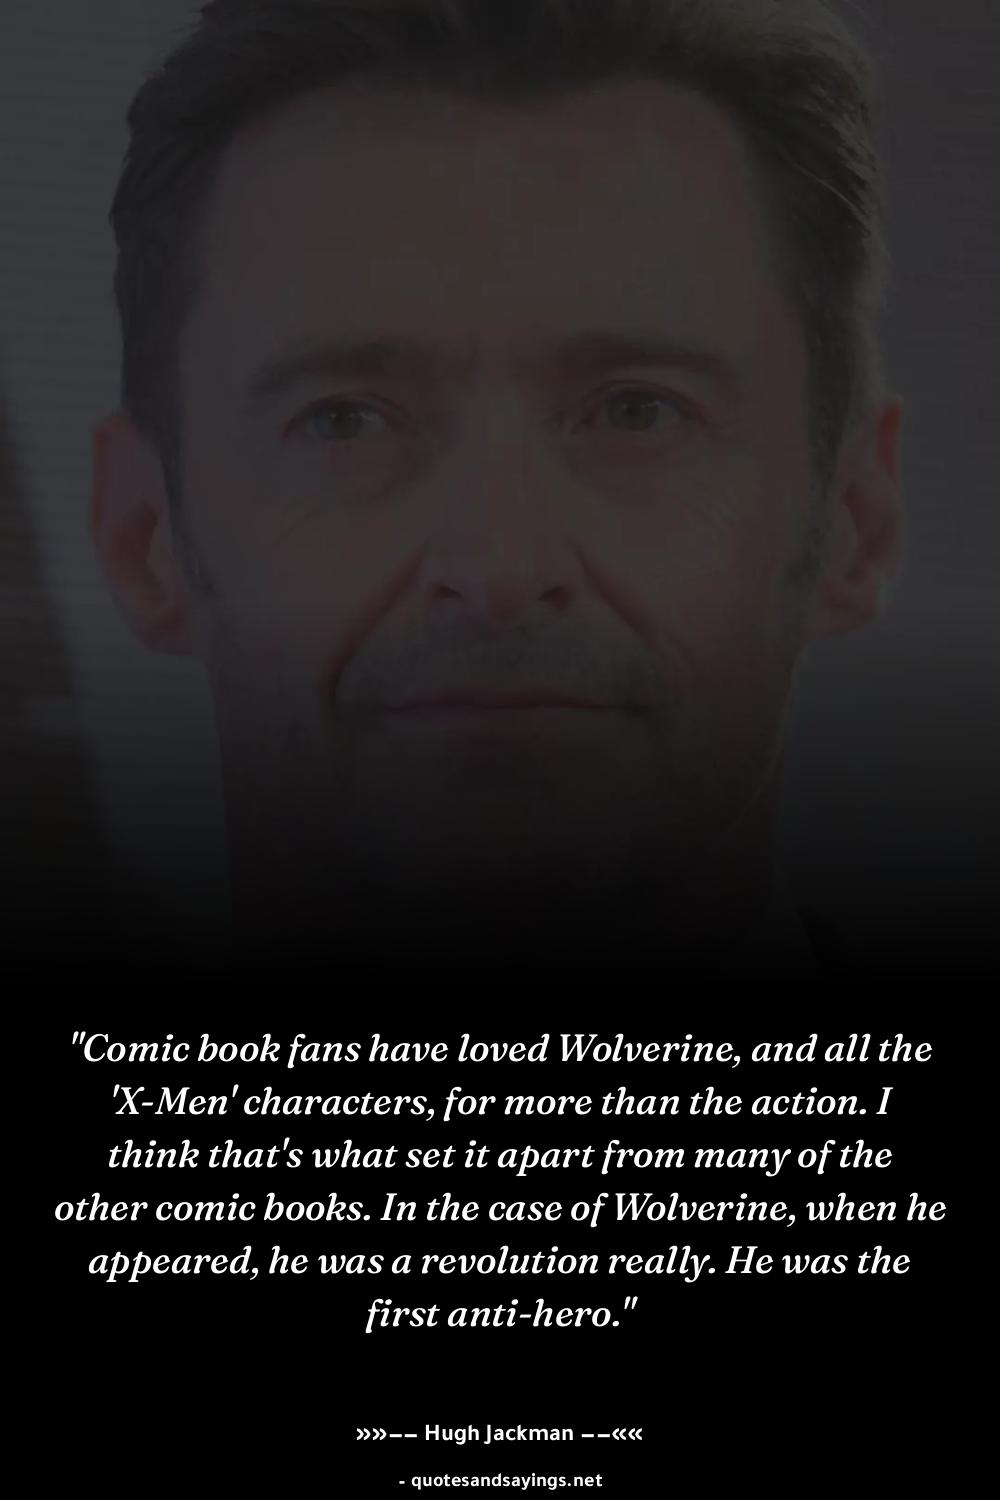 "Comic book fans have loved Wolverine, and all the
'X-Men' characters, for more than the action. I
think that's what set it apart from many of the
other comic books. In the case of Wolverine, when he
appeared, he was a revolution really. He was the
first anti-hero."
»»−− Hugh Jackman −−««
- quotesandsayings.net